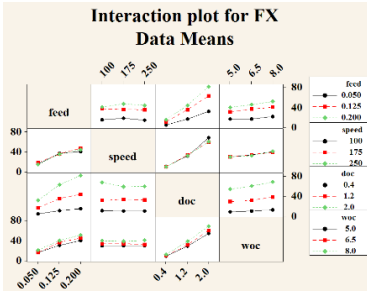 Interaction plot for FX
Data Means
100 175 250 5.0 6.5 8.0
feed
80
40
0
feed
0.050
0.125
0.200
80
40
0
speed
speed
100
175
250
doc
80
40
0
doc
0.4
1.2
2.0
80
40
0
woc
woc
5.0
6.5
8.0
0.050 0.125 0.200 0.4 1.2 2.0